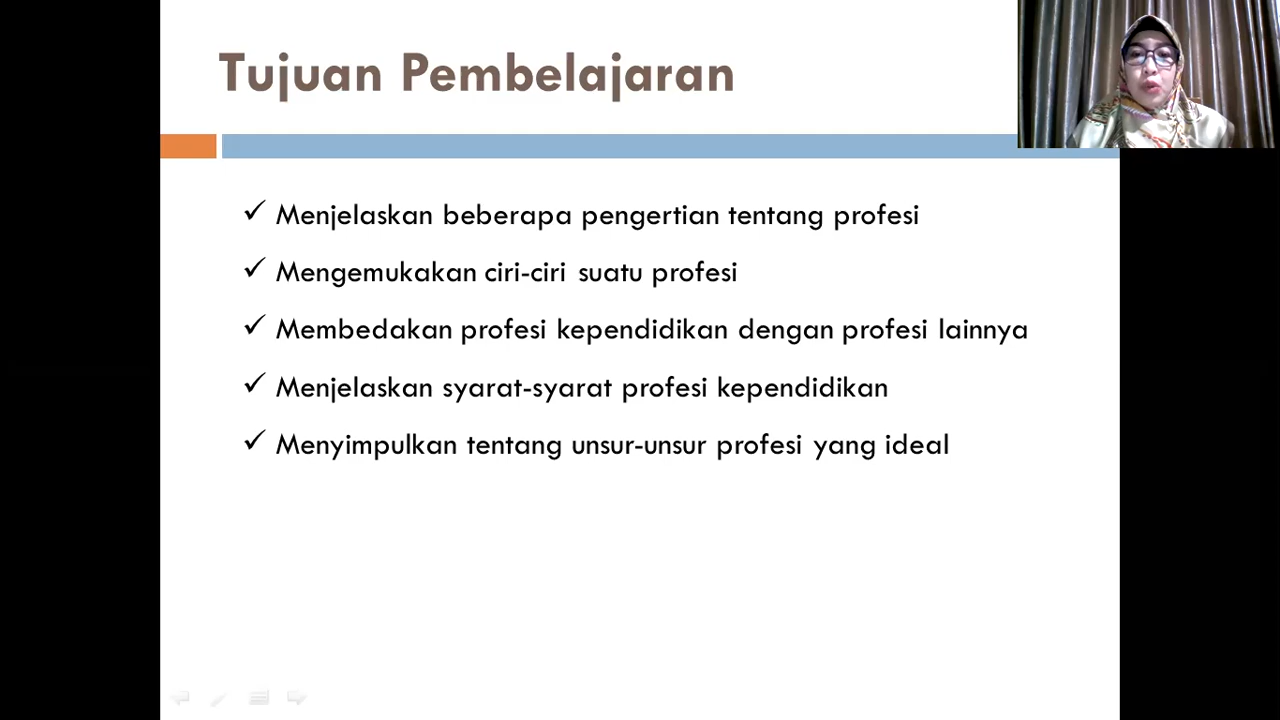 Tujuan Pembelajaran
✓ Menjelaskan beberapa pengertian tentang profesi
✓ Mengemukakan ciri-ciri suatu profesi
✓ Membedakan profesi kependidikan dengan profesi lainnya
✓ Menjelaskan syarat-syarat profesi kependidikan
✓ Menyimpulkan tentang unsur-unsur profesi yang ideal